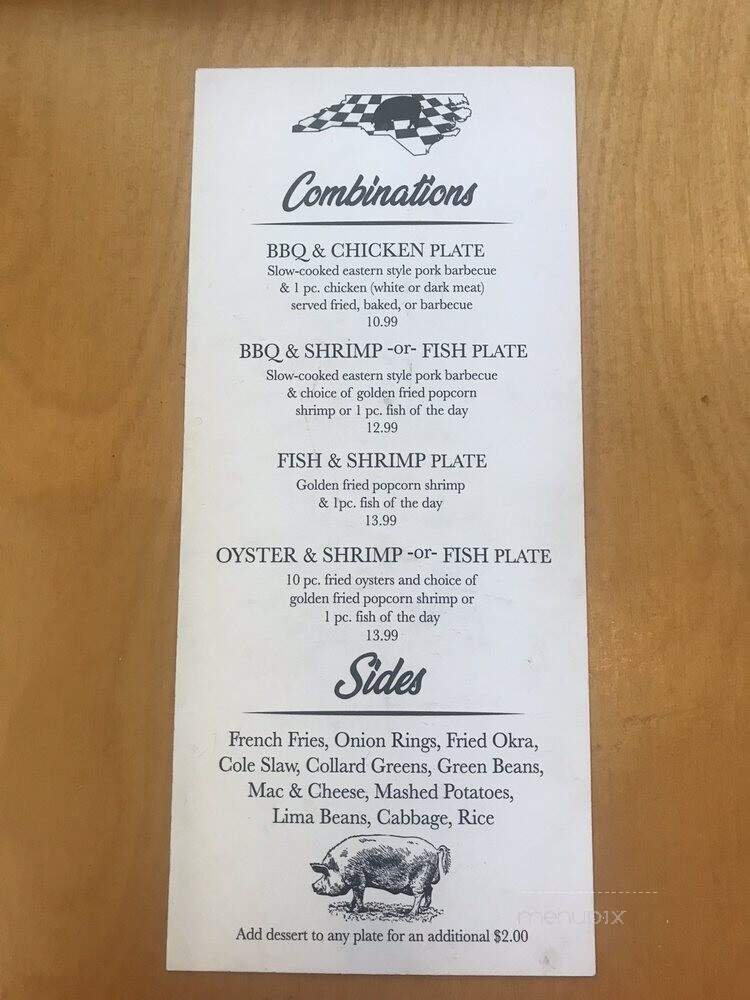 Combinations
BBQ & CHICKEN PLATE
Slow-cooked eastern style pork barbecue
& 1 pc. chicken (white or dark meat)
served fried, baked, or barbecue
10.99
BBQ & SHRIMP -or- FISH PLATE
Slow-cooked eastern style pork barbecue
& choice of golden fried popcorn
shrimp or 1 pc. fish of the day
12.99
FISH & SHRIMP PLATE
Golden fried popcorn shrimp
& 1pc. fish of the day
13.99
OYSTER & SHRIMP -or- FISH PLATE
10 pc. fried oysters and choice of
golden fried popcorn shrimp or
1 pc. fish of the day
13.99
Sides
French Fries, Onion Rings, Fried Okra,
Cole Slaw, Collard Greens, Green Beans,
Mac & Cheese, Mashed Potatoes,
Lima Beans, Cabbage, Rice
menupix
Add dessert to any plate for an additional $2.00